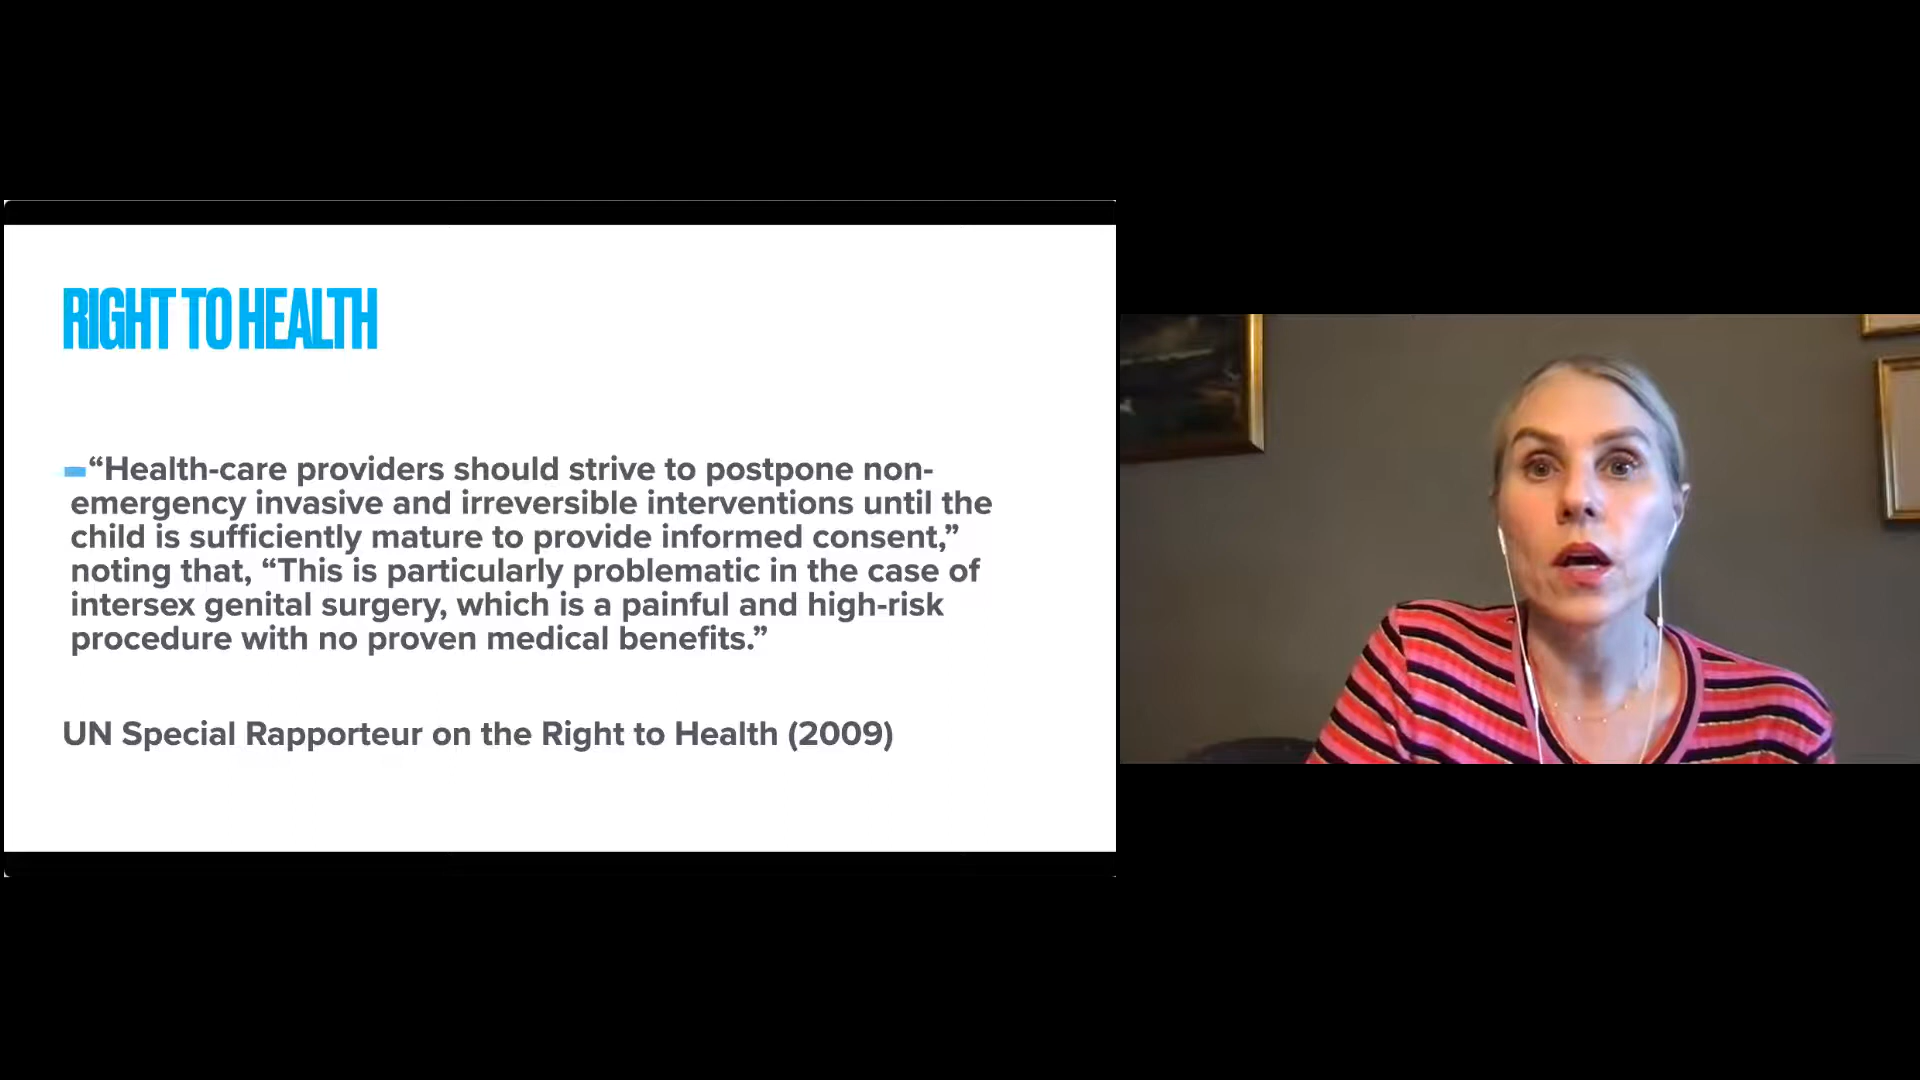 RIGHT TO HEALTH
“Health-care providers should strive to postpone non-
emergency invasive and irreversible interventions until the
child is sufficiently mature to provide informed consent,”
noting that, “This is particularly problematic in the case of
intersex genital surgery, which is a painful and high-risk
procedure with no proven medical benefits.”
UN Special Rapporteur on the Right to Health (2009)